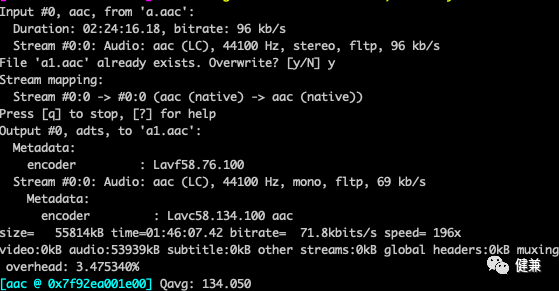 Input #0, aac, from 'a.aac':
  Duration: 02:24:16.18, bitrate: 96 kb/s
  Stream #0:0: Audio: aac (LC), 44100 Hz, stereo, fltp, 96 kb/s
File 'a1.aac' already exists. Overwrite? [y/N] y
Stream mapping:
  Stream #0:0 -> #0:0 (aac (native) -> aac (native))
Press [q] to stop, [?] for help
Output #0, adts, to 'a1.aac':
  Metadata:
    encoder         : Lavf58.76.100
  Stream #0:0: Audio: aac (LC), 44100 Hz, mono, fltp, 69 kb/s
    Metadata:
      encoder         : Lavc58.134.100 aac
size=   55814kB time=01:46:07.42 bitrate=  71.8kbits/s speed= 196x
video:0kB audio:53939kB subtitle:0kB other streams:0kB global headers:0kB muxing
 overhead: 3.475340%
[aac @ 0x7f92ea001e00] Qavg: 134.050
健兼